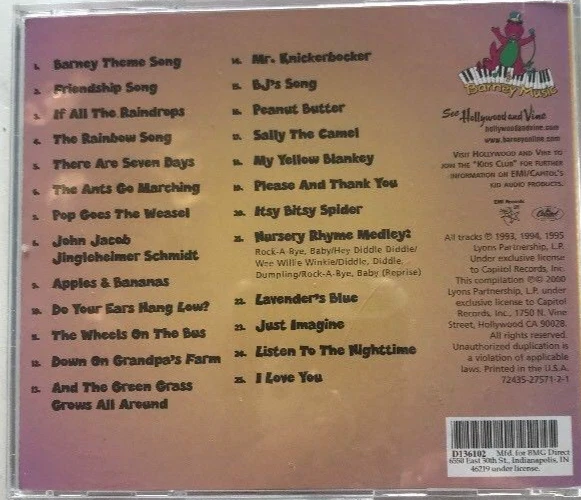 1. Barney Theme Song
2. Friendship Song
3. If All The Raindrops
4. The Rainbow Song
5. There Are Seven Days
6. The Ants Go Marching
7. Pop Goes The Weasel
8. John Jacob
Jingleheimer Schmidt
9. Apples & Bananas
10. Do Your Ears Hang Low?
11. The Wheels On The Bus
12. Down On Grandpa's Farm
13. And The Green Grass
Grows All Around
14. Mr. Knickerbocker
15. BJ's Song
16. Peanut Butter
17. Sally The Camel
18. My Yellow Blankey
19. Please And Thank You
20. Itsy Bitsy Spider
21. Nursery Rhyme Medley:
Rock-A-Bye, Baby/Hey Diddle Diddle/
Wee Willie Winkie/Diddle, Diddle,
Dumpling/Rock-A-Bye, Baby (Reprise)
22. Lavender's Blue
23. Just Imagine
24. Listen To The Nighttime
25. I Love You
Barney Music
See Hollywood and Vine
hollywoodandvine.com
www.barneyonline.com
Visit Hollywood and Vine to
join the "Kids Club" for further
information on EMI/Capitol's
kid audio products.
EMI Records
Capitol
All tracks ℗ 1993, 1994, 1995
Lyons Partnership, L.P.
Under exclusive license
to Capitol Records, Inc.
This compilation ℗© 2000
Lyons Partnership, L.P. under
exclusive license to Capitol
Records, Inc., 1750 N. Vine
Street, Hollywood CA 90028.
All rights reserved.
Unauthorized duplication is
a violation of applicable
laws. Printed in the U.S.A.
72435-27571-2-1
D136102 Mfd. for BMG Direct
6550 East 30th St., Indianapolis, IN
46219 under license.